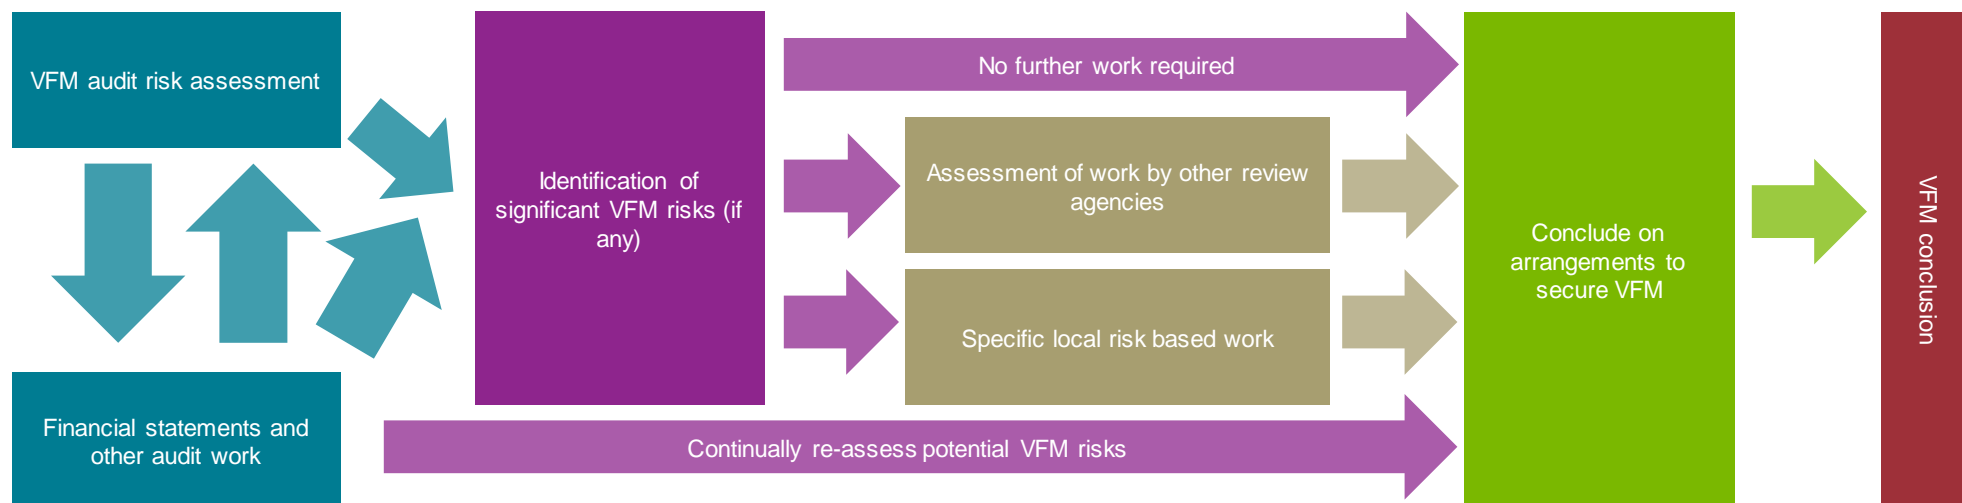 VFM audit risk assessment
Financial statements and
other audit work
Identification of
significant VFM risks (if
any)
No further work required
Assessment of work by other review
agencies
Specific local risk based work
Continually re-assess potential VFM risks
Conclude on
arrangements to
secure VFM
VFM conclusion